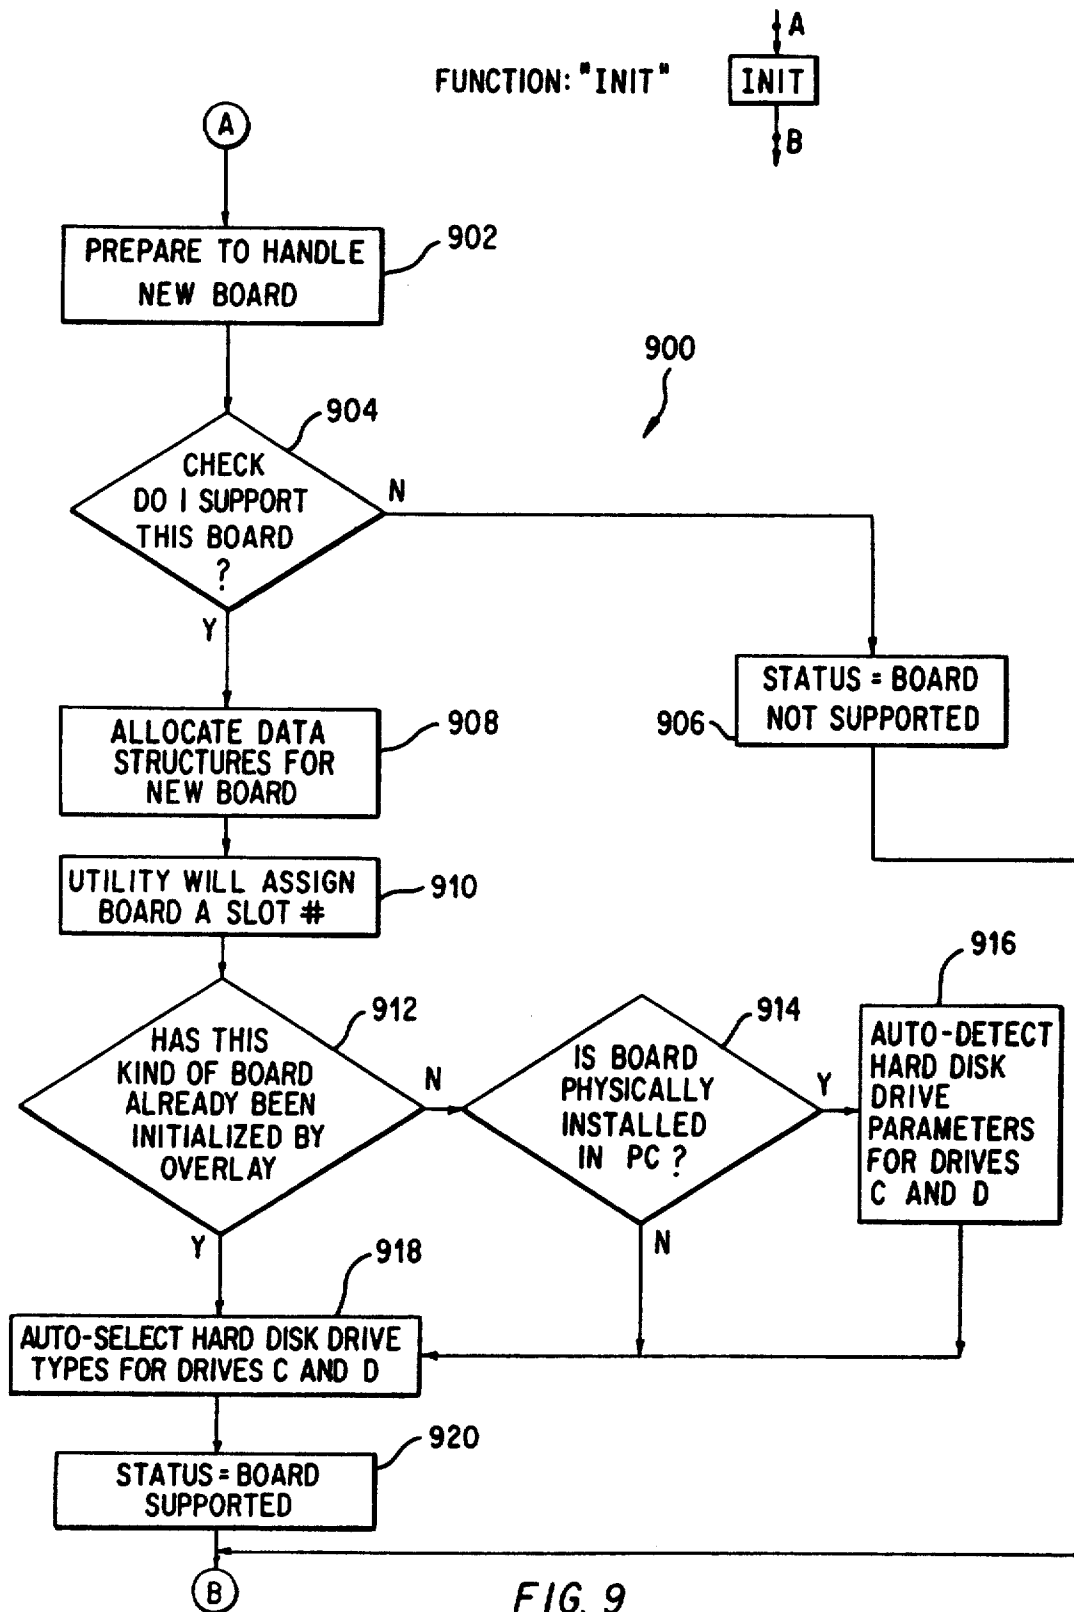 A
FUNCTION: "INIT"
INIT
B
A
PREPARE TO HANDLE
NEW BOARD
902
900
904
CHECK
DO I SUPPORT
THIS BOARD
?
N
Y
STATUS = BOARD
NOT SUPPORTED
906
ALLOCATE DATA
STRUCTURES FOR
NEW BOARD
908
UTILITY WILL ASSIGN
BOARD A SLOT #
910
912
HAS THIS
KIND OF BOARD
ALREADY BEEN
INITIALIZED BY
OVERLAY
N
Y
914
IS BOARD
PHYSICALLY
INSTALLED
IN PC ?
Y
N
916
AUTO-DETECT
HARD DISK
DRIVE
PARAMETERS
FOR DRIVES
C AND D
918
AUTO-SELECT HARD DISK DRIVE
TYPES FOR DRIVES C AND D
920
STATUS = BOARD
SUPPORTED
B
FIG. 9